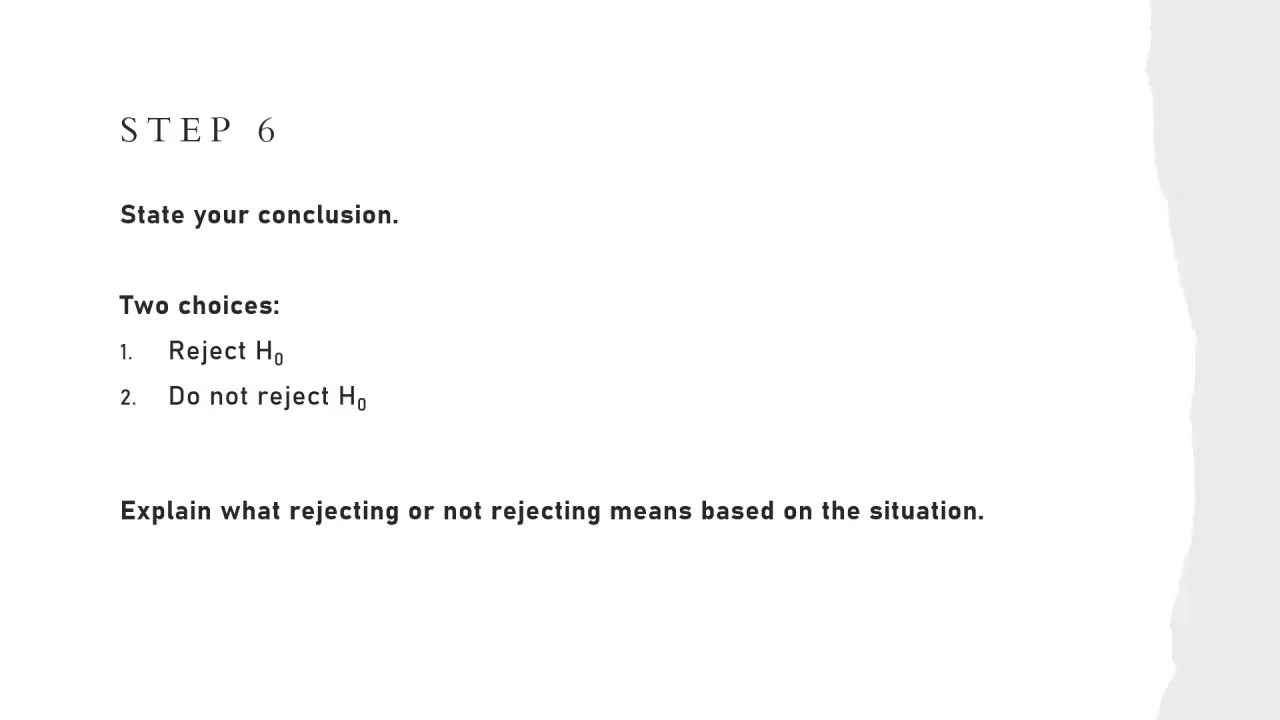 STEP 6
State your conclusion.
Two choices:
1. Reject H₀
2. Do not reject H₀
Explain what rejecting or not rejecting means based on the situation.